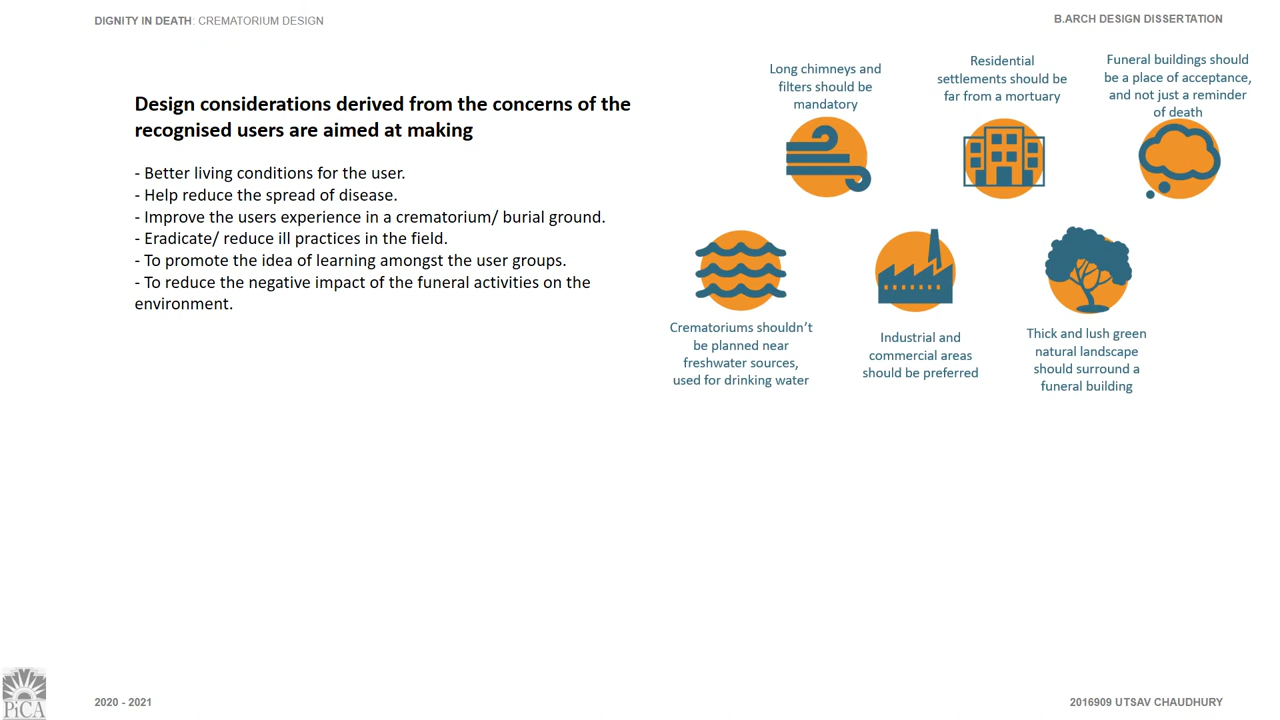 DIGNITY IN DEATH: CREMATORIUM DESIGN
B.ARCH DESIGN DISSERTATION
Design considerations derived from the concerns of the
recognised users are aimed at making
- Better living conditions for the user.
- Help reduce the spread of disease.
- Improve the users experience in a crematorium/ burial ground.
- Eradicate/ reduce ill practices in the field.
- To promote the idea of learning amongst the user groups.
- To reduce the negative impact of the funeral activities on the
environment.
Long chimneys and
filters should be
mandatory
Residential
settlements should be
far from a mortuary
Funeral buildings should
be a place of acceptance,
and not just a reminder
of death
Crematoriums shouldn't
be planned near
freshwater sources,
used for drinking water
Industrial and
commercial areas
should be preferred
Thick and lush green
natural landscape
should surround a
funeral building
PiCA
2020 - 2021
2016909 UTSAV CHAUDHURY